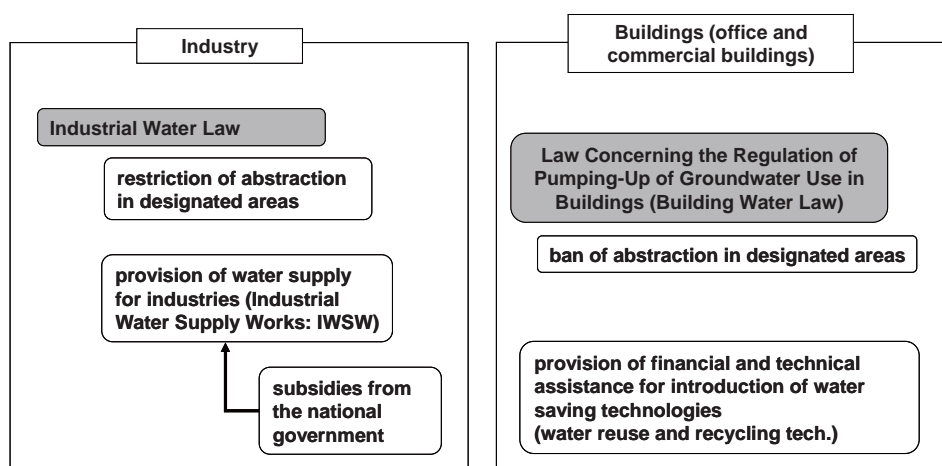 Industry
Industrial Water Law
restriction of abstraction
in designated areas
provision of water supply
for industries (Industrial
Water Supply Works: IWSW)
subsidies from
the national
government
Buildings (office and
commercial buildings)
Law Concerning the Regulation of
Pumping-Up of Groundwater Use in
Buildings (Building Water Law)
ban of abstraction in designated areas
provision of financial and technical
assistance for introduction of water
saving technologies
(water reuse and recycling tech.)